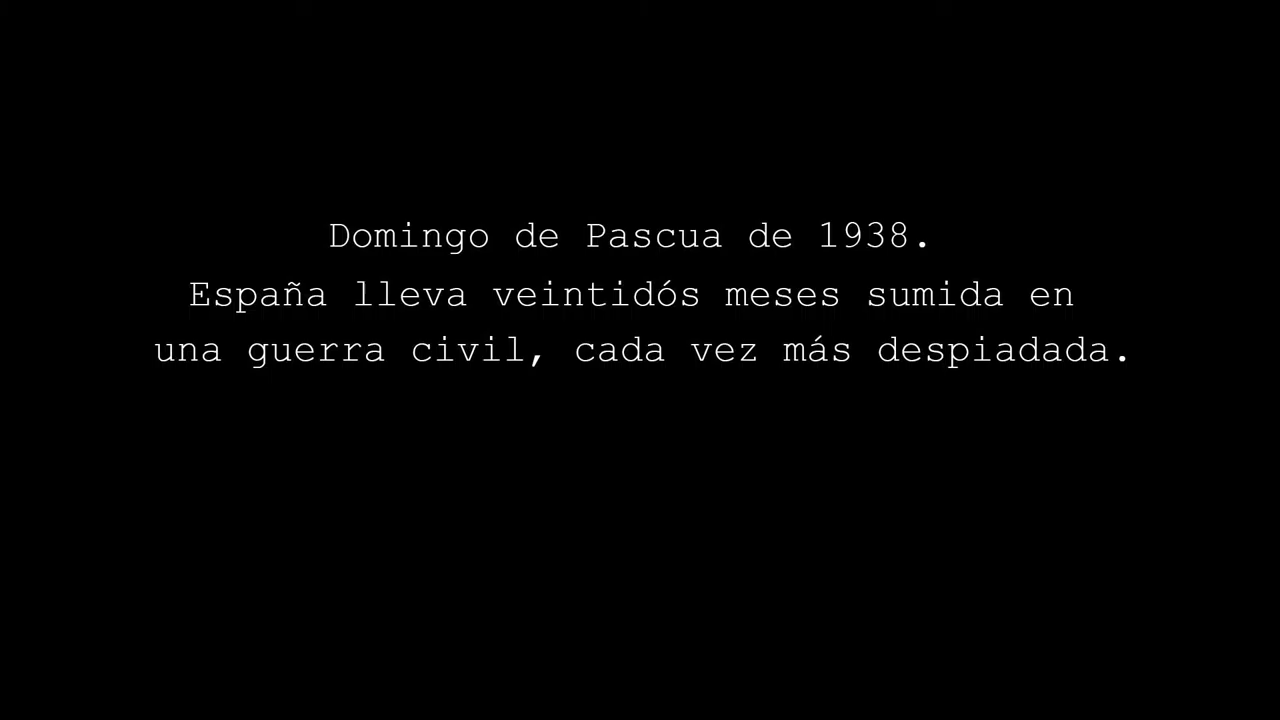 Domingo de Pascua de 1938.
España lleva veintidós meses sumida en
una guerra civil, cada vez más despiadada.